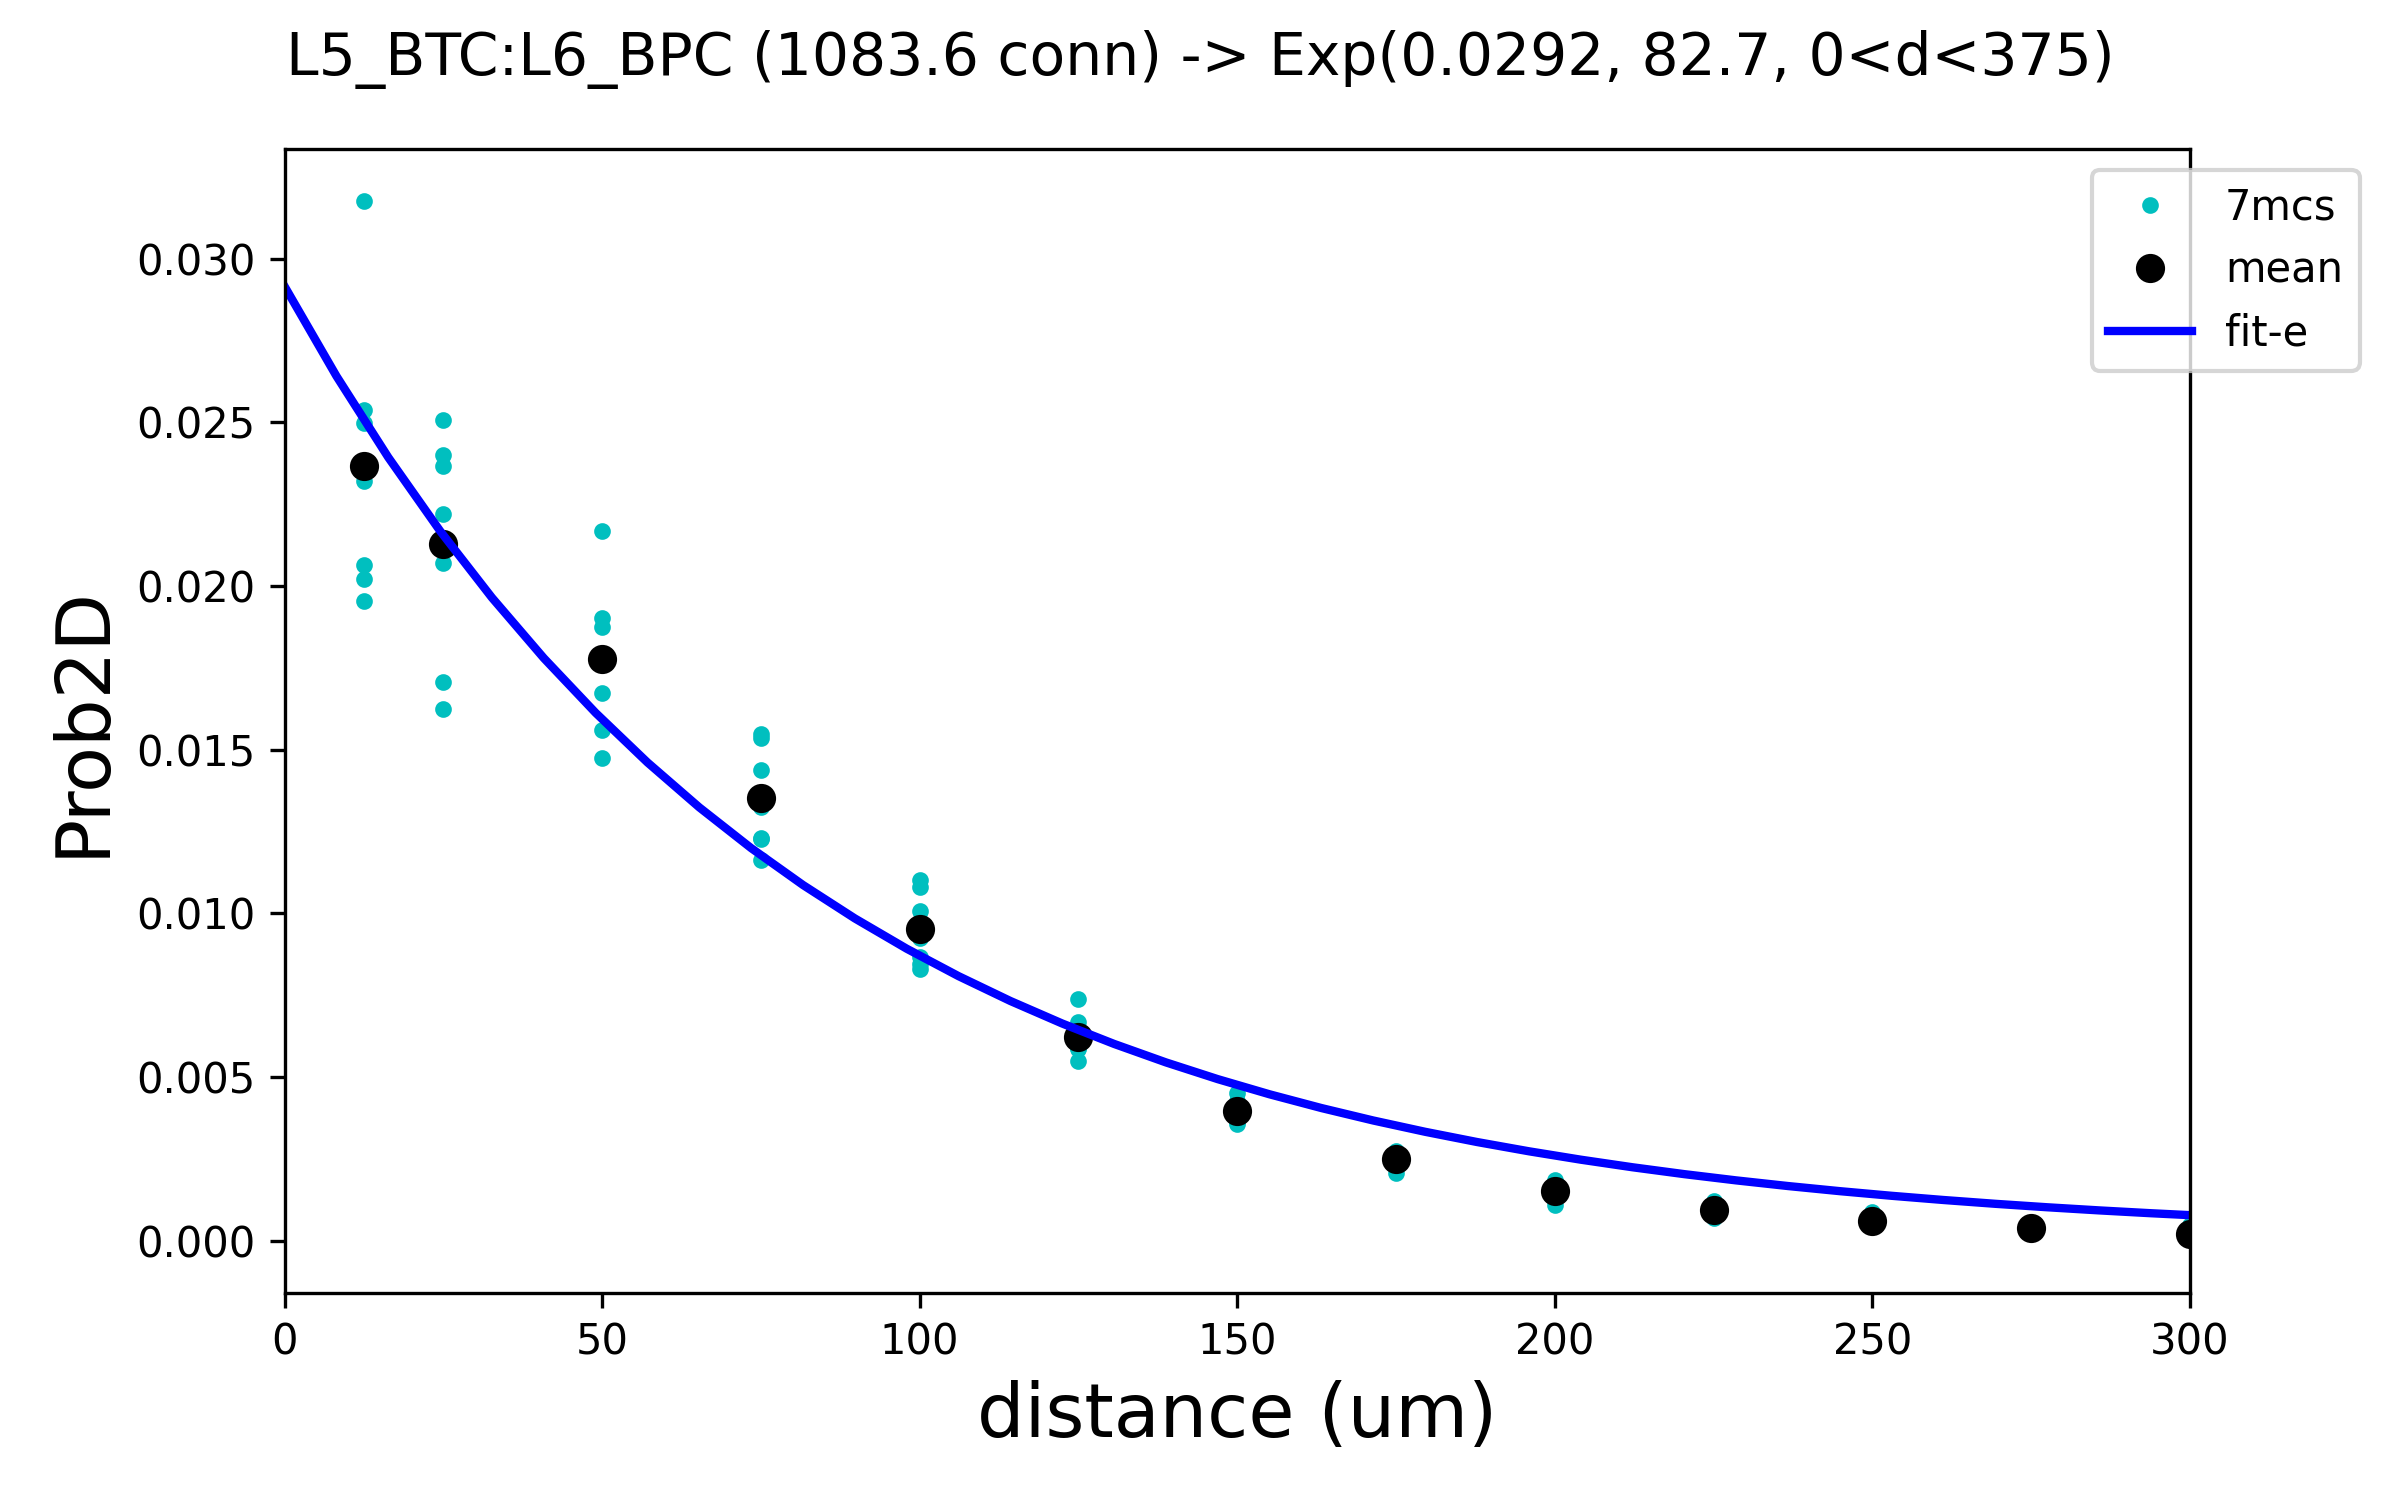 L5_BTC:L6_BPC (1083.6 conn) -> Exp(0.0292, 82.7, 0<d<375)
7mcs
mean
fit-e
Prob2D
0.030
0.025
0.020
0.015
0.010
0.005
0.000
0 50 100 150 200 250 300
distance (um)